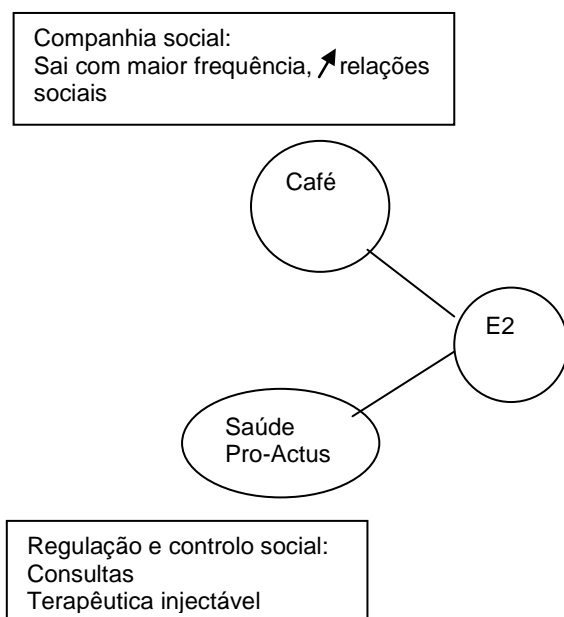 Companhia social:
Sai com maior frequência, relações
sociais
Café
E2
Saúde
Pro-Actus
Regulação e controlo social:
Consultas
Terapêutica injectável